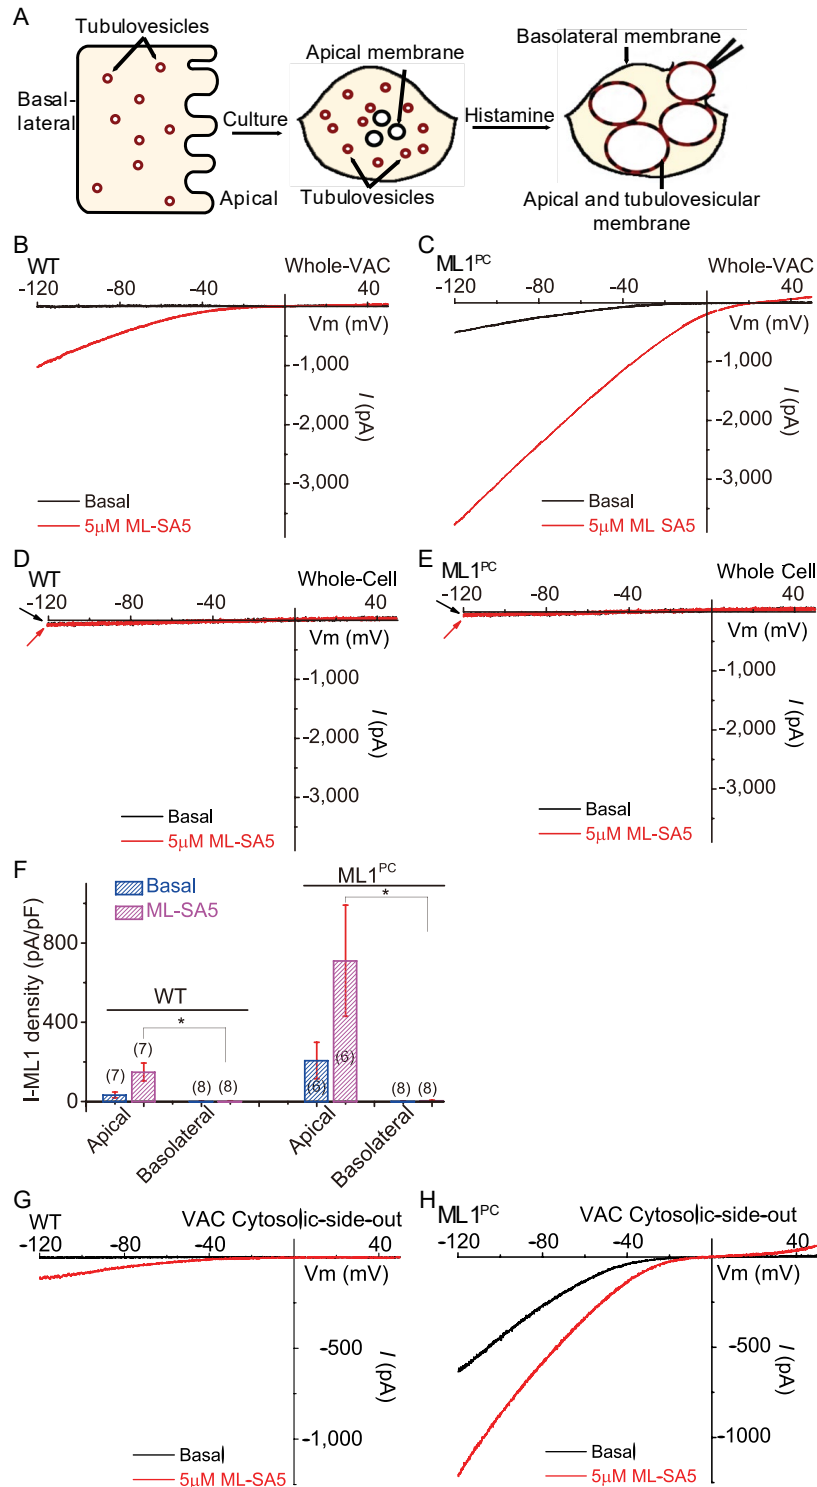 A
Tubulovesicles
Basal-
lateral
Culture
Apical
Apical membrane
Tubulovesicles
Histamine
Basolateral membrane
Apical and tubulovesicular
membrane
B
WT
Whole-VAC
-120 -80 -40 0 40
Vm (mV)
-1,000
-2,000
-3,000
I (pA)
Basal
5μM ML-SA5
C
ML1PC
Whole-VAC
-120 -80 -40 0 40
Vm (mV)
-1,000
-2,000
-3,000
I (pA)
Basal
5μM ML SA5
D
WT
Whole-Cell
-120 -80 -40 0 40
Vm (mV)
-1,000
-2,000
-3,000
I (pA)
Basal
5μM ML-SA5
E
ML1PC
Whole Cell
-120 -80 -40 0 40
Vm (mV)
-1,000
-2,000
-3,000
I (pA)
Basal
5μM ML-SA5
F
I-ML1 density (pA/pF)
800
400
0
Basal
ML-SA5
WT
*
(7) (7) (8) (8)
ML1PC
*
(6) (6) (8) (8)
Apical Basolateral Apical Basolateral
G
WT
VAC Cytosolic-side-out
-120 -80 -40 0 40
Vm (mV)
-500
-1,000
I (pA)
Basal
5μM ML-SA5
H
ML1PC
VAC Cytosolic-side-out
-120 -80 -40 0 40
Vm (mV)
-500
-1000
I (pA)
Basal
5μM ML-SA5